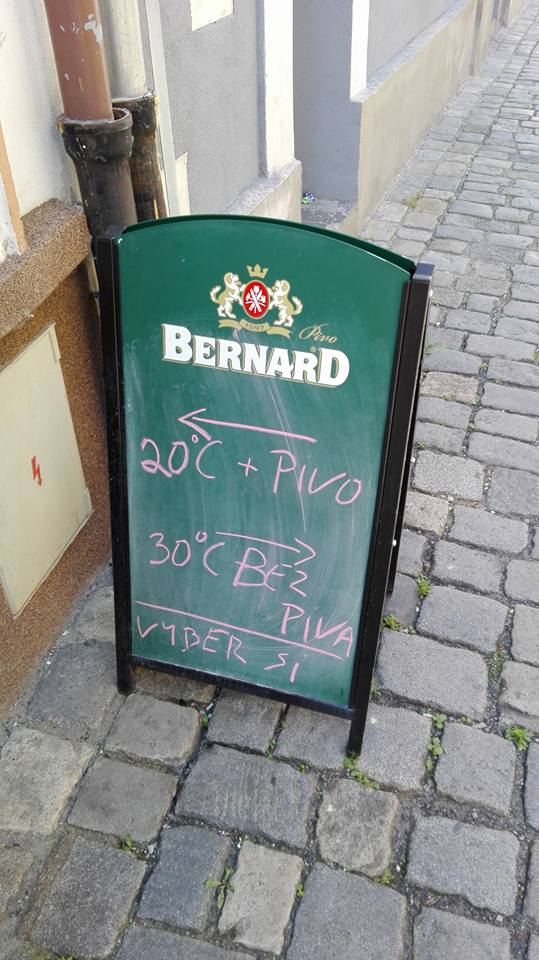 1597
Pivo
BERNARD
←
20°C + PIVO
30°C → BEZ
PIVA
VYBER SI